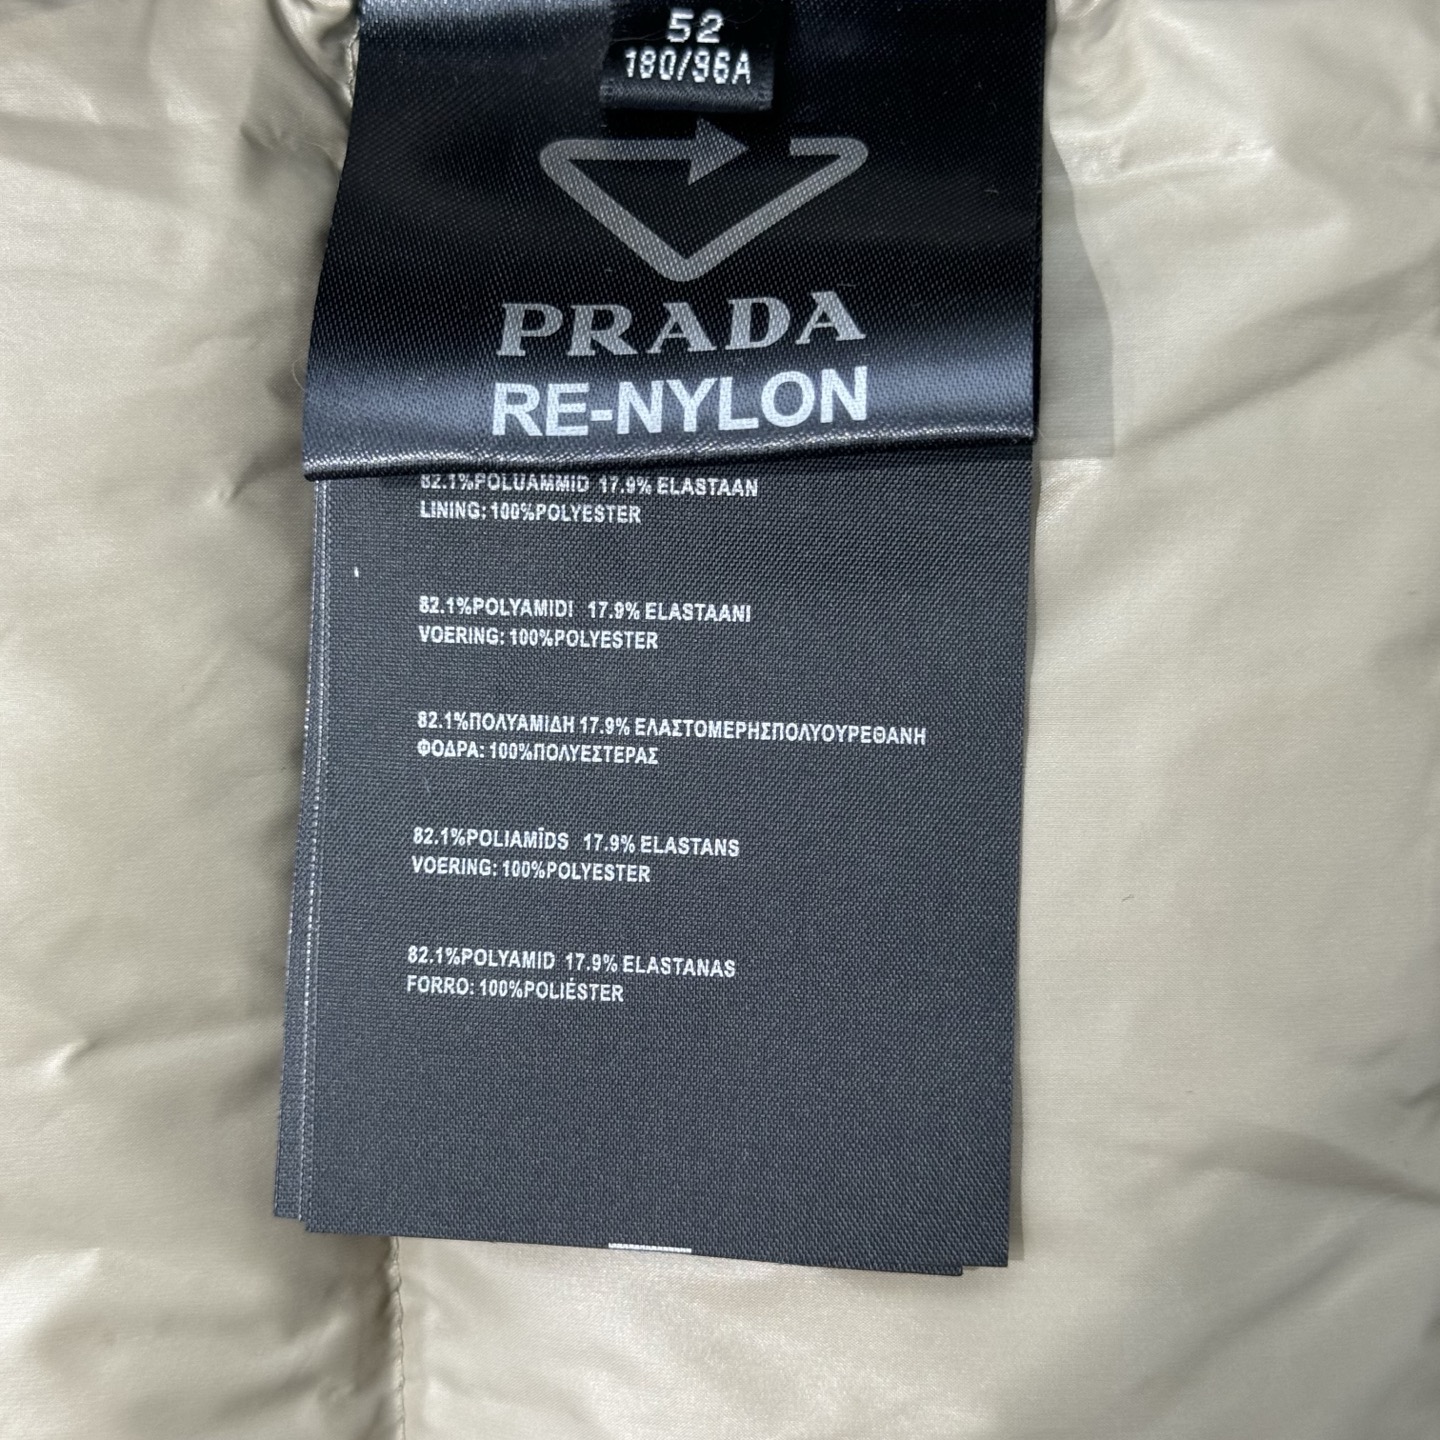 52
180/96A
PRADA
RE-NYLON
82.1%POLUAMMID 17.9% ELASTAAN
LINING: 100%POLYESTER
82.1%POLYAMIDI 17.9% ELASTAANI
VOERING: 100%POLYESTER
82.1%ΠΟΛΥΑΜΙΔΗ 17.9% ΕΛΑΣΤΟΜΕΡΗΣΠΟΛΥΟΥΡΕΘΑΝΗ
ΦΟΔΡΑ: 100%ΠΟΛΥΕΣΤΕΡΑΣ
82.1%POLIAMĪDS 17.9% ELASTANS
VOERING: 100%POLYESTER
82.1%POLYAMID 17.9% ELASTANAS
FORRO: 100%POLIÉSTER